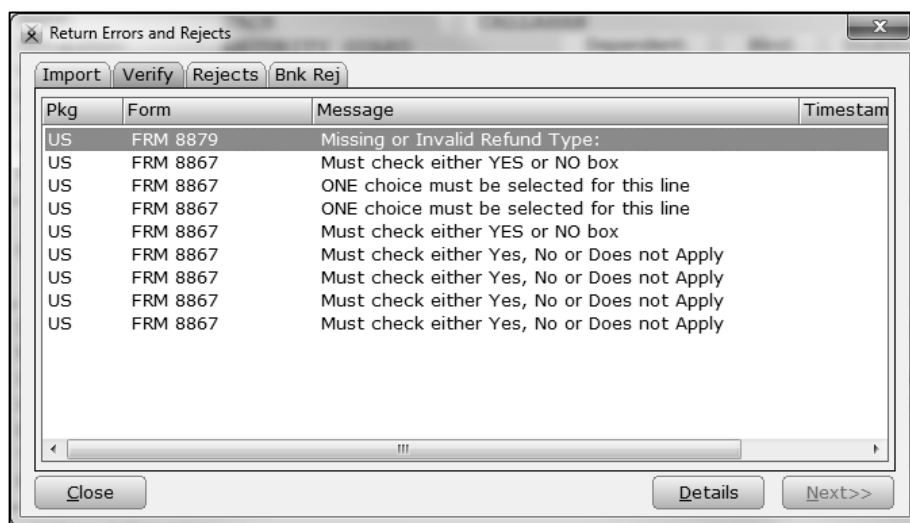 Return Errors and Rejects
Import Verify Rejects Bnk Rej
Pkg Form Message Timestam
US FRM 8879 Missing or Invalid Refund Type:
US FRM 8867 Must check either YES or NO box
US FRM 8867 ONE choice must be selected for this line
US FRM 8867 ONE choice must be selected for this line
US FRM 8867 Must check either YES or NO box
US FRM 8867 Must check either Yes, No or Does not Apply
US FRM 8867 Must check either Yes, No or Does not Apply
US FRM 8867 Must check either Yes, No or Does not Apply
US FRM 8867 Must check either Yes, No or Does not Apply
Close Details Next>>